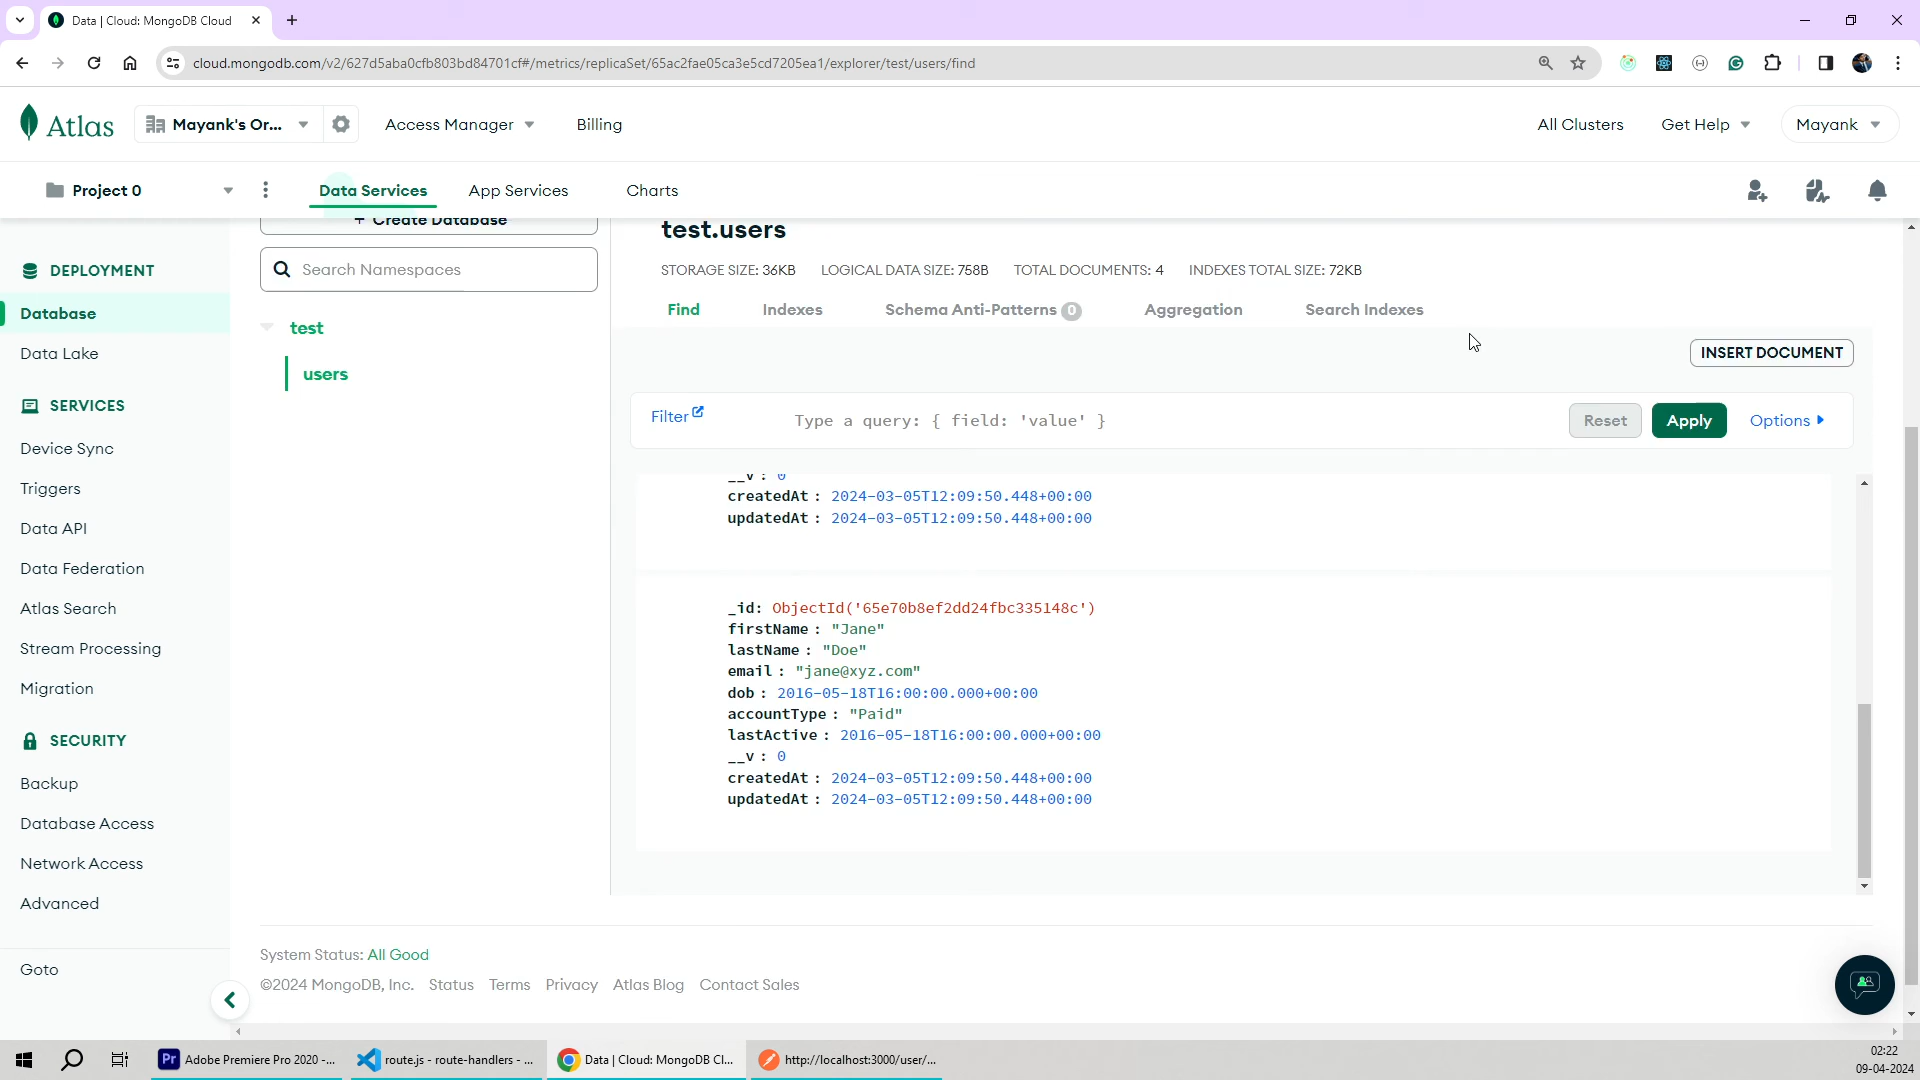 Data | Cloud: MongoDB Cloud
cloud.mongodb.com/v2/627d5aba0cfb803bd84701cf#/metrics/replicaSet/65ac2fae05ca3e5cd7205ea1/explorer/test/users/find
Atlas
Mayank's Or...
Access Manager
Billing
All Clusters
Get Help
Mayank
Project 0
Data Services
App Services
Charts
DEPLOYMENT
Database
Data Lake
SERVICES
Device Sync
Triggers
Data API
Data Federation
Atlas Search
Stream Processing
Migration
SECURITY
Backup
Database Access
Network Access
Advanced
Goto
+ Create Database
Search Namespaces
test
users
test.users
STORAGE SIZE: 36KB LOGICAL DATA SIZE: 758B TOTAL DOCUMENTS: 4 INDEXES TOTAL SIZE: 72KB
Find
Indexes
Schema Anti-Patterns 0
Aggregation
Search Indexes
INSERT DOCUMENT
Filter
Type a query: { field: 'value' }
Reset
Apply
Options
__v : 0
createdAt : 2024-03-05T12:09:50.448+00:00
updatedAt : 2024-03-05T12:09:50.448+00:00
_id: ObjectId('65e70b8ef2dd24fbc335148c')
firstName : "Jane"
lastName : "Doe"
email : "jane@xyz.com"
dob : 2016-05-18T16:00:00.000+00:00
accountType : "Paid"
lastActive : 2016-05-18T16:00:00.000+00:00
__v : 0
createdAt : 2024-03-05T12:09:50.448+00:00
updatedAt : 2024-03-05T12:09:50.448+00:00
System Status: All Good
©2024 MongoDB, Inc. Status Terms Privacy Atlas Blog Contact Sales
Pr
Adobe Premiere Pro 2020 -...
route.js - route-handlers - ...
Data | Cloud: MongoDB Cl...
http://localhost:3000/user/...
02:22
09-04-2024